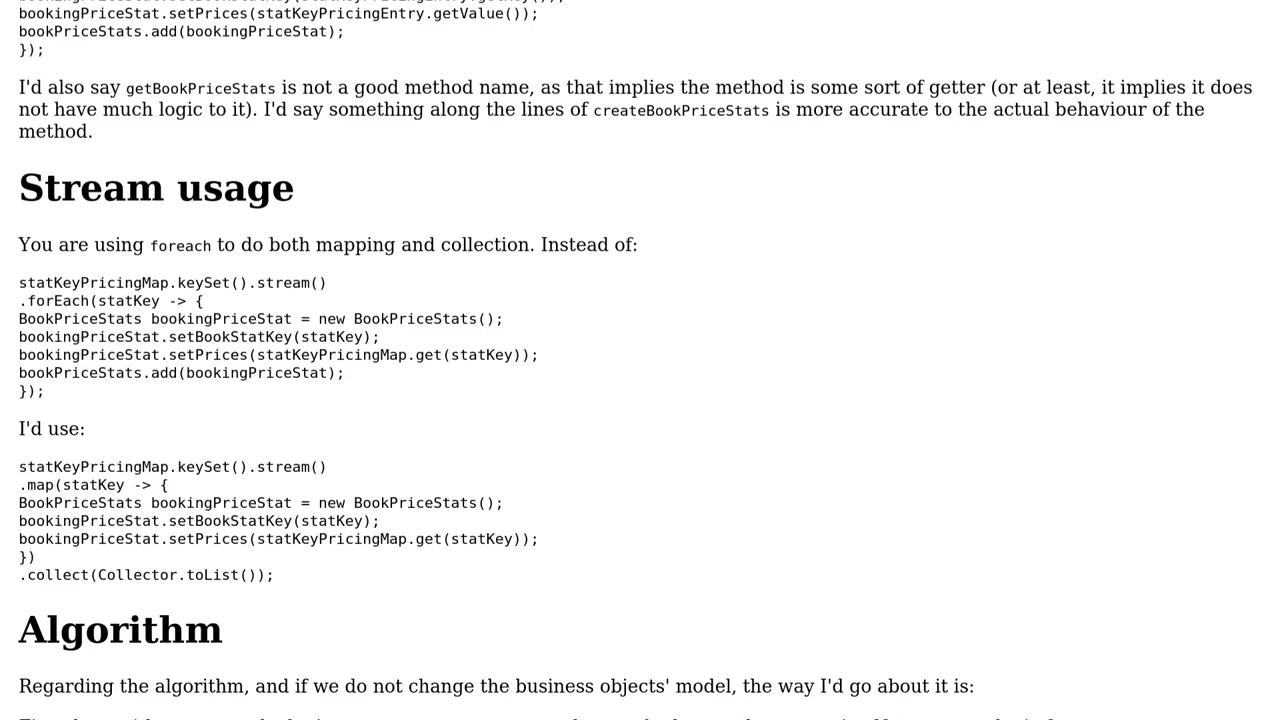 bookingPriceStat.setPrices(statKeyPricingEntry.getValue());
bookPriceStats.add(bookingPriceStat);
});
I'd also say getBookPriceStats is not a good method name, as that implies the method is some sort of getter (or at least, it implies it does
not have much logic to it). I'd say something along the lines of createBookPriceStats is more accurate to the actual behaviour of the
method.
Stream usage
You are using foreach to do both mapping and collection. Instead of:
statKeyPricingMap.keySet().stream()
.forEach(statKey -> {
BookPriceStats bookingPriceStat = new BookPriceStats();
bookingPriceStat.setBookStatKey(statKey);
bookingPriceStat.setPrices(statKeyPricingMap.get(statKey));
bookPriceStats.add(bookingPriceStat);
});
I'd use:
statKeyPricingMap.keySet().stream()
.map(statKey -> {
BookPriceStats bookingPriceStat = new BookPriceStats();
bookingPriceStat.setBookStatKey(statKey);
bookingPriceStat.setPrices(statKeyPricingMap.get(statKey));
})
.collect(Collector.toList());
Algorithm
Regarding the algorithm, and if we do not change the business objects' model, the way I'd go about it is: